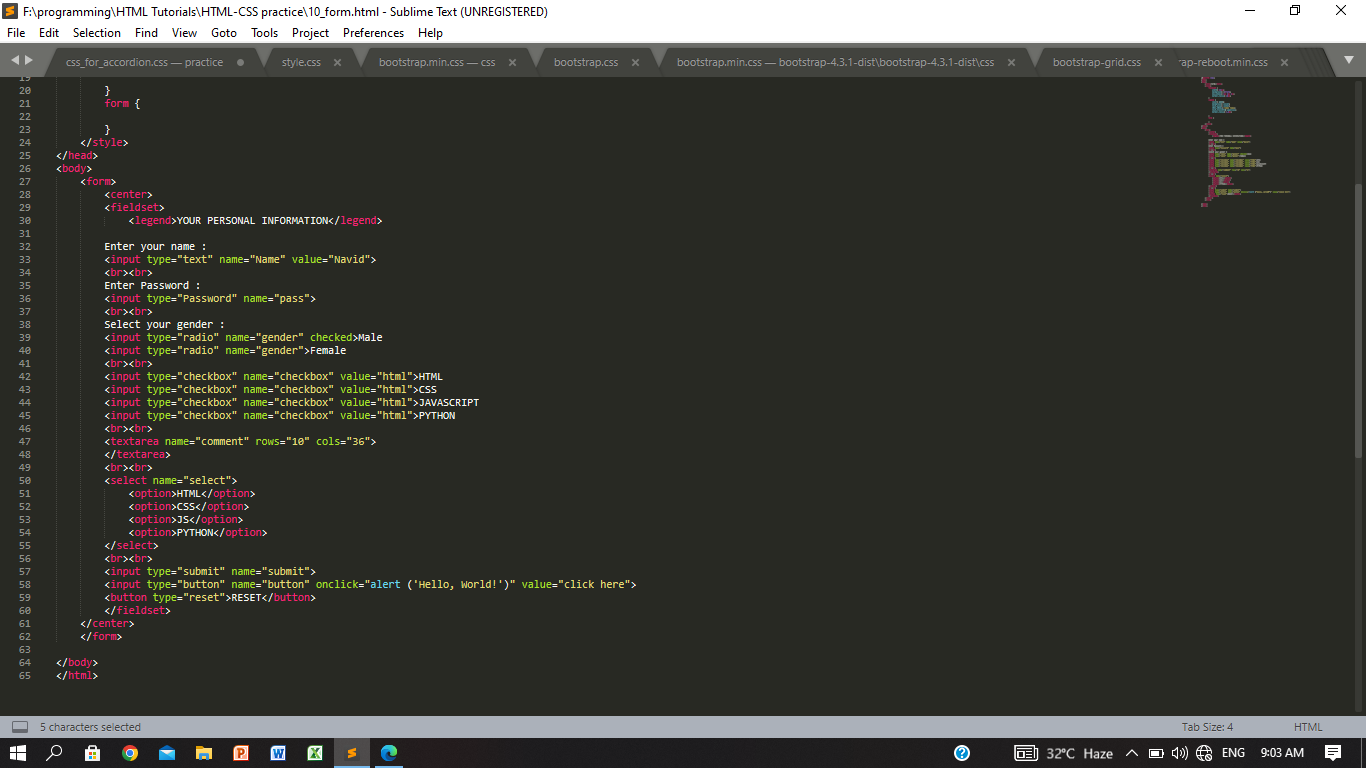 F:\programming\HTML Tutorials\HTML-CSS practice\10_form.html - Sublime Text (UNREGISTERED)
File Edit Selection Find View Goto Tools Project Preferences Help
css_for_accordion.css — practice style.css bootstrap.min.css — css bootstrap.css bootstrap.min.css — bootstrap-4.3.1-dist\bootstrap-4.3.1-dist\css bootstrap-grid.css rap-reboot.min.css
19
20 }
21 form {
22
23 }
24 </style>
25 </head>
26 <body>
27 <form>
28 <center>
29 <fieldset>
30 <legend>YOUR PERSONAL INFORMATION</legend>
31
32 Enter your name :
33 <input type="text" name="Name" value="Navid">
34 <br><br>
35 Enter Password :
36 <input type="Password" name="pass">
37 <br><br>
38 Select your gender :
39 <input type="radio" name="gender" checked>Male
40 <input type="radio" name="gender">Female
41 <br><br>
42 <input type="checkbox" name="checkbox" value="html">HTML
43 <input type="checkbox" name="checkbox" value="html">CSS
44 <input type="checkbox" name="checkbox" value="html">JAVASCRIPT
45 <input type="checkbox" name="checkbox" value="html">PYTHON
46 <br><br>
47 <textarea name="comment" rows="10" cols="36">
48 </textarea>
49 <br><br>
50 <select name="select">
51 <option>HTML</option>
52 <option>CSS</option>
53 <option>JS</option>
54 <option>PYTHON</option>
55 </select>
56 <br><br>
57 <input type="submit" name="submit">
58 <input type="button" name="button" onclick="alert ('Hello, World!')" value="click here">
59 <button type="reset">RESET</button>
60 </fieldset>
61 </center>
62 </form>
63
64 </body>
65 </html>
5 characters selected Tab Size: 4 HTML
32°C Haze ENG 9:03 AM